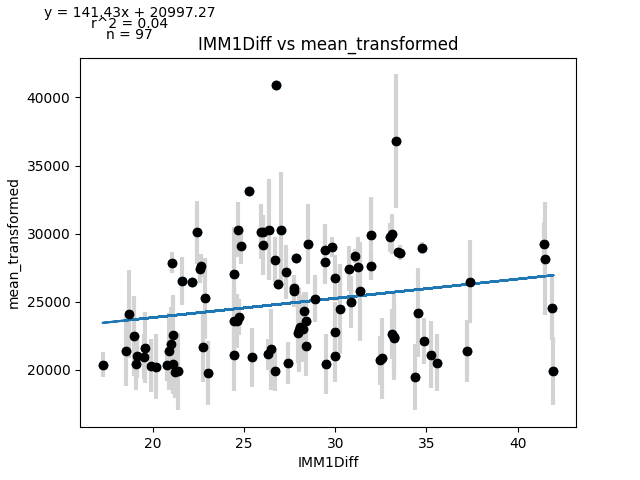 y = 141.43x + 20997.27
r^2 = 0.04
n = 97
IMM1Diff vs mean_transformed
mean_transformed
40000
35000
30000
25000
20000
20 25 30 35 40
IMM1Diff